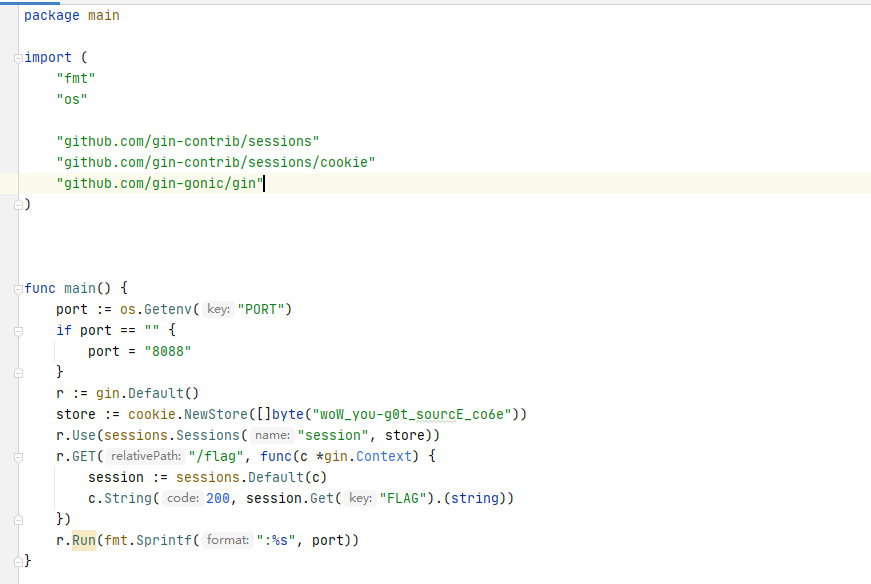 package main
import (
"fmt"
"os"
"github.com/gin-contrib/sessions"
"github.com/gin-contrib/sessions/cookie"
"github.com/gin-gonic/gin"
)
func main() {
port := os.Getenv( key: "PORT")
if port == "" {
port = "8088"
}
r := gin.Default()
store := cookie.NewStore([]byte("woW_you-g0t_sourcE_co6e"))
r.Use(sessions.Sessions( name: "session", store))
r.GET( relativePath: "/flag", func(c *gin.Context) {
session := sessions.Default(c)
c.String( code: 200, session.Get( key: "FLAG").(string))
})
r.Run(fmt.Sprintf( format: ":%s", port))
}